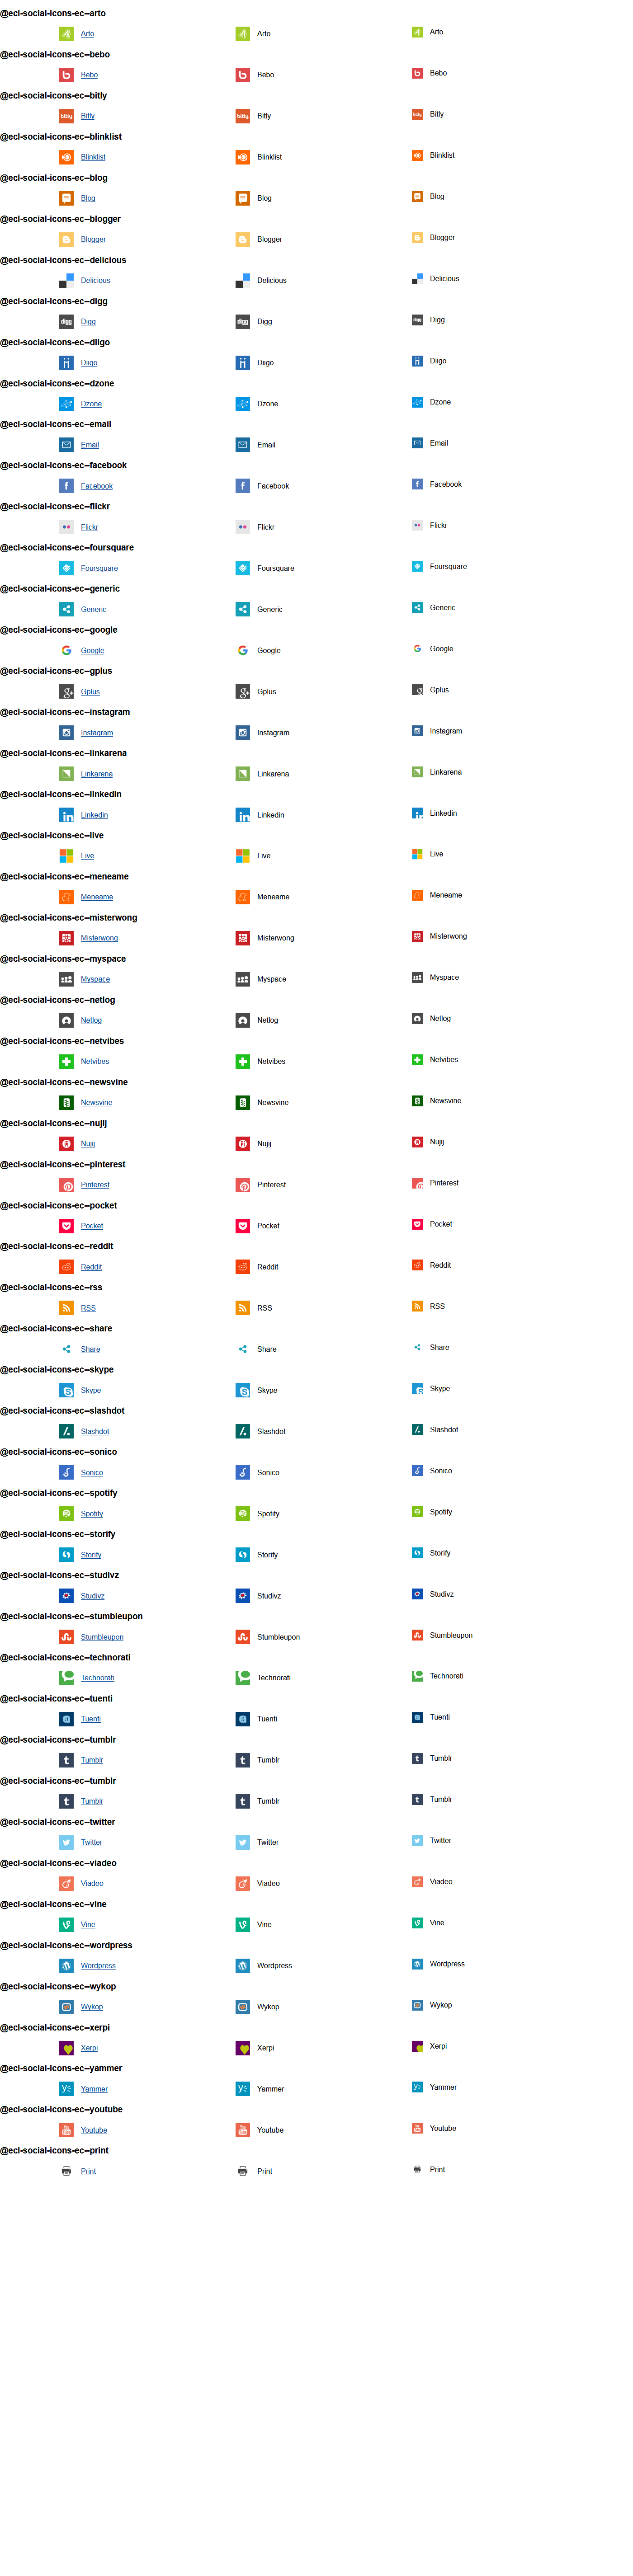 @ecl-social-icons-ec--arto
Arto Arto Arto
@ecl-social-icons-ec--bebo
Bebo Bebo Bebo
@ecl-social-icons-ec--bitly
Bitly Bitly Bitly
@ecl-social-icons-ec--blinklist
Blinklist Blinklist Blinklist
@ecl-social-icons-ec--blog
Blog Blog Blog
@ecl-social-icons-ec--blogger
Blogger Blogger Blogger
@ecl-social-icons-ec--delicious
Delicious Delicious Delicious
@ecl-social-icons-ec--digg
Digg Digg Digg
@ecl-social-icons-ec--diigo
Diigo Diigo Diigo
@ecl-social-icons-ec--dzone
Dzone Dzone Dzone
@ecl-social-icons-ec--email
Email Email Email
@ecl-social-icons-ec--facebook
Facebook Facebook Facebook
@ecl-social-icons-ec--flickr
Flickr Flickr Flickr
@ecl-social-icons-ec--foursquare
Foursquare Foursquare Foursquare
@ecl-social-icons-ec--generic
Generic Generic Generic
@ecl-social-icons-ec--google
Google Google Google
@ecl-social-icons-ec--gplus
Gplus Gplus Gplus
@ecl-social-icons-ec--instagram
Instagram Instagram Instagram
@ecl-social-icons-ec--linkarena
Linkarena Linkarena Linkarena
@ecl-social-icons-ec--linkedin
Linkedin Linkedin Linkedin
@ecl-social-icons-ec--live
Live Live Live
@ecl-social-icons-ec--meneame
Meneame Meneame Meneame
@ecl-social-icons-ec--misterwong
Misterwong Misterwong Misterwong
@ecl-social-icons-ec--myspace
Myspace Myspace Myspace
@ecl-social-icons-ec--netlog
Netlog Netlog Netlog
@ecl-social-icons-ec--netvibes
Netvibes Netvibes Netvibes
@ecl-social-icons-ec--newsvine
Newsvine Newsvine Newsvine
@ecl-social-icons-ec--nujij
Nujij Nujij Nujij
@ecl-social-icons-ec--pinterest
Pinterest Pinterest Pinterest
@ecl-social-icons-ec--pocket
Pocket Pocket Pocket
@ecl-social-icons-ec--reddit
Reddit Reddit Reddit
@ecl-social-icons-ec--rss
RSS RSS RSS
@ecl-social-icons-ec--share
Share Share Share
@ecl-social-icons-ec--skype
Skype Skype Skype
@ecl-social-icons-ec--slashdot
Slashdot Slashdot Slashdot
@ecl-social-icons-ec--sonico
Sonico Sonico Sonico
@ecl-social-icons-ec--spotify
Spotify Spotify Spotify
@ecl-social-icons-ec--storify
Storify Storify Storify
@ecl-social-icons-ec--studivz
Studivz Studivz Studivz
@ecl-social-icons-ec--stumbleupon
Stumbleupon Stumbleupon Stumbleupon
@ecl-social-icons-ec--technorati
Technorati Technorati Technorati
@ecl-social-icons-ec--tuenti
Tuenti Tuenti Tuenti
@ecl-social-icons-ec--tumblr
Tumblr Tumblr Tumblr
@ecl-social-icons-ec--tumblr
Tumblr Tumblr Tumblr
@ecl-social-icons-ec--twitter
Twitter Twitter Twitter
@ecl-social-icons-ec--viadeo
Viadeo Viadeo Viadeo
@ecl-social-icons-ec--vine
Vine Vine Vine
@ecl-social-icons-ec--wordpress
Wordpress Wordpress Wordpress
@ecl-social-icons-ec--wykop
Wykop Wykop Wykop
@ecl-social-icons-ec--xerpi
Xerpi Xerpi Xerpi
@ecl-social-icons-ec--yammer
Yammer Yammer Yammer
@ecl-social-icons-ec--youtube
Youtube Youtube Youtube
@ecl-social-icons-ec--print
Print Print Print